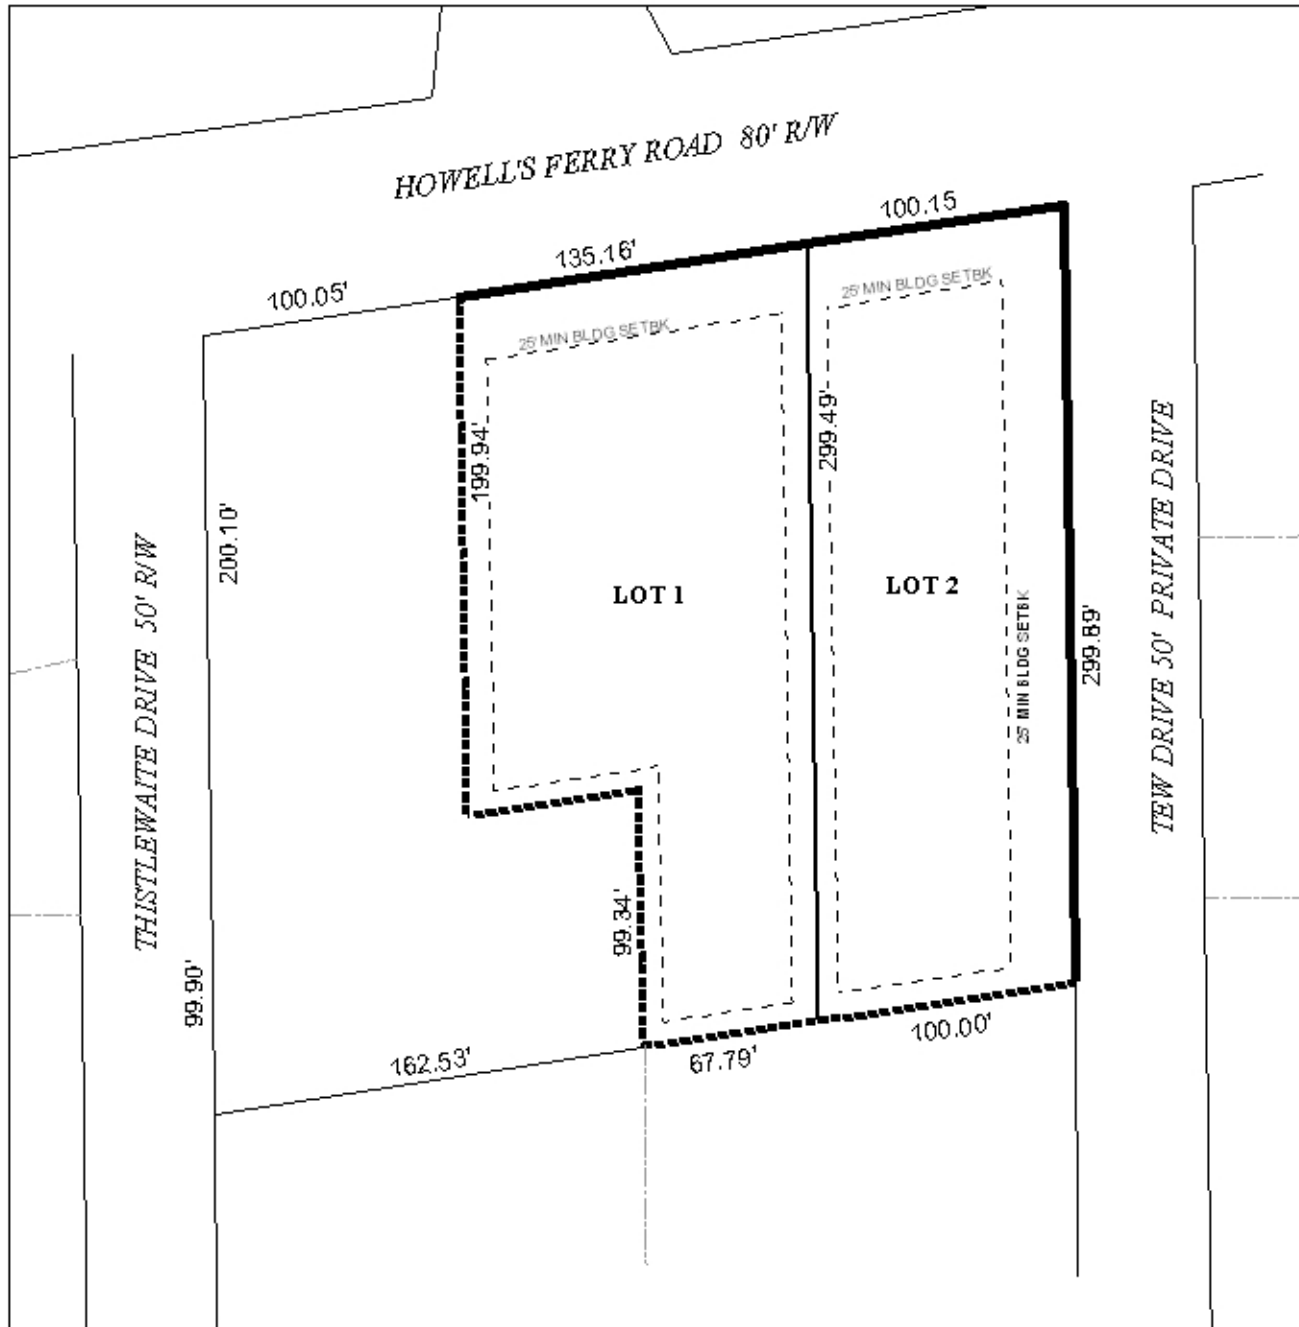 HOWELL'S FERRY ROAD 80' R/W
100.15
135.16'
100.05'
25' MIN BLDG SETBK
25' MIN BLDG SETBK
199.94'
299.49'
200.10'
LOT 1
LOT 2
25' MIN BLDG SETBK
299.89'
THISTLEWAITE DRIVE 50' R/W
TEW DRIVE 50' PRIVATE DRIVE
99.34'
99.90'
162.53'
67.79'
100.00'